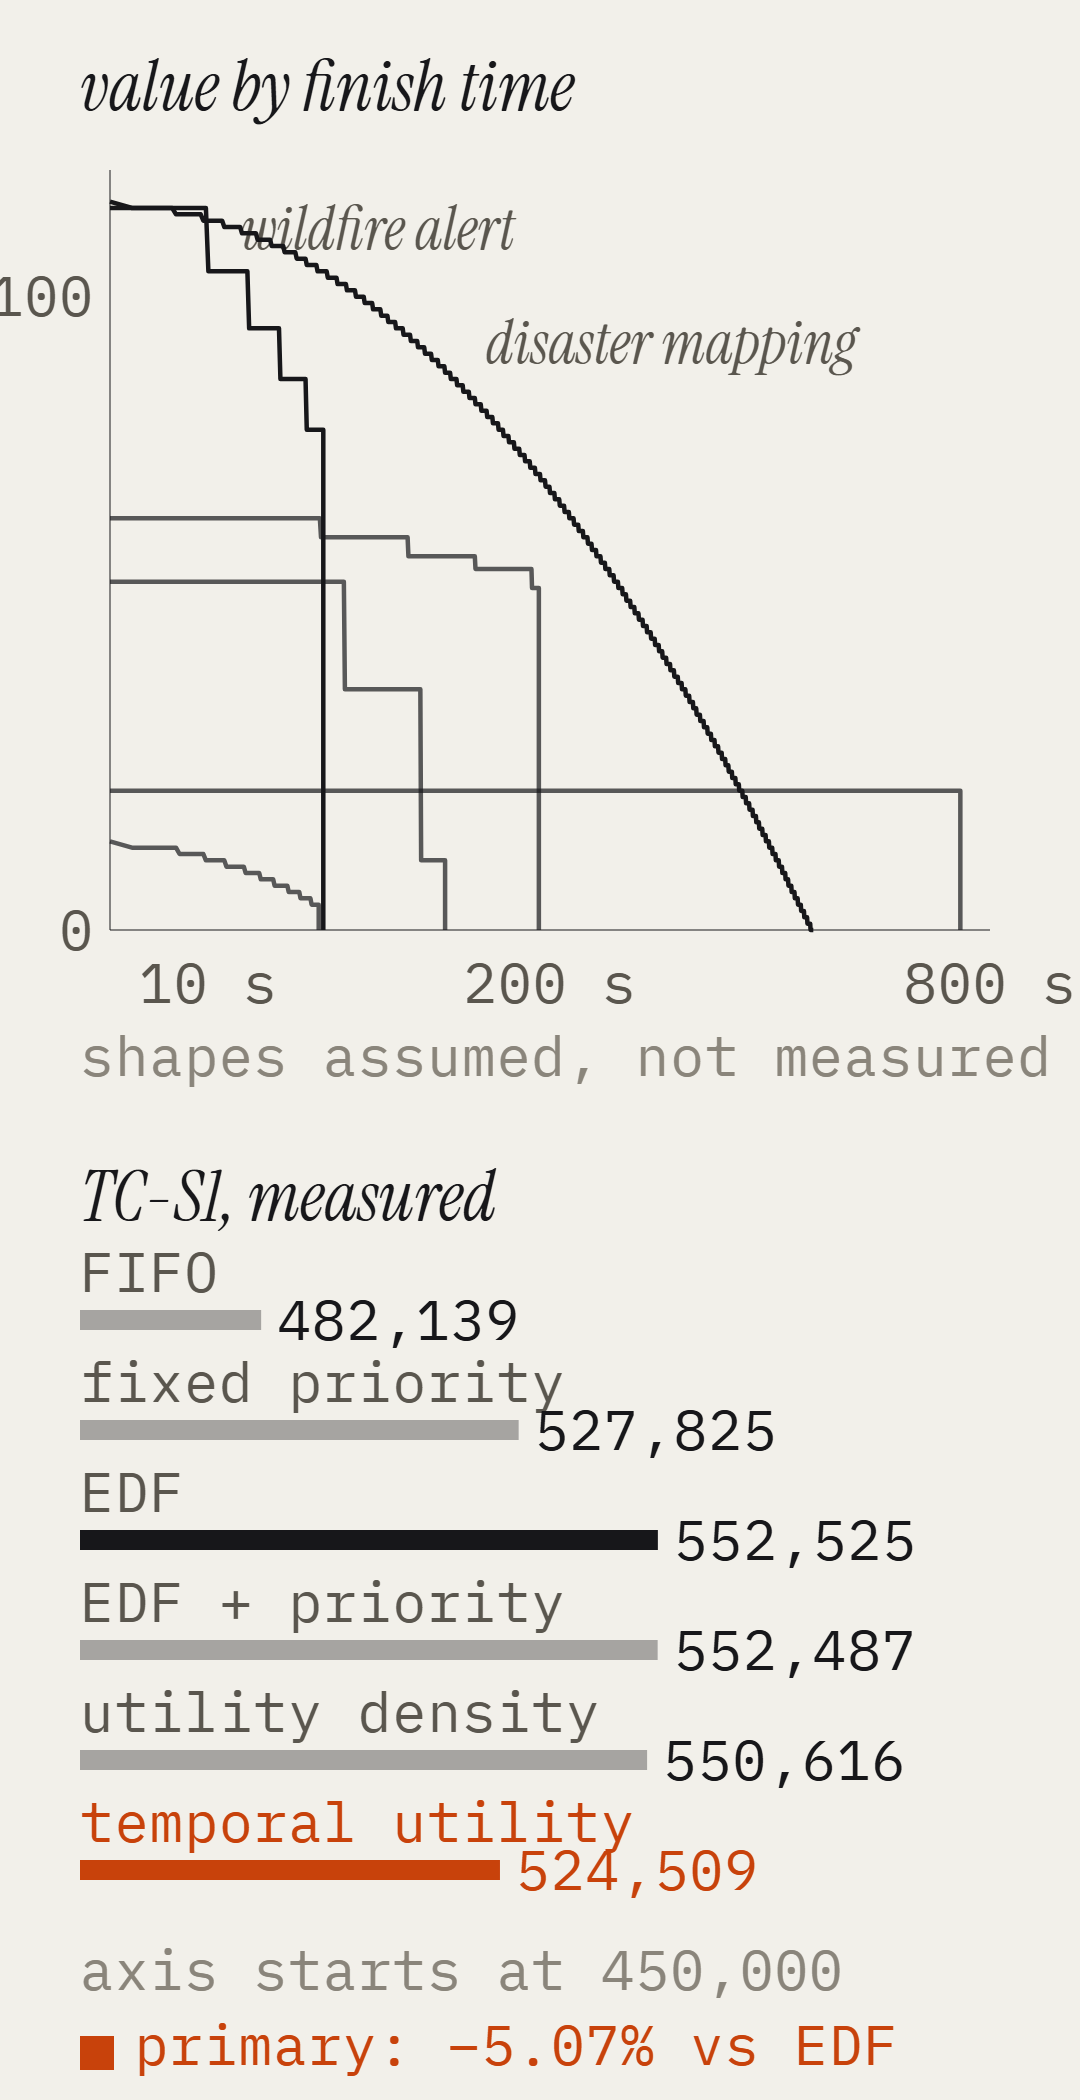 value by finish time
wildfire alert
100
disaster mapping
0
10 s 200 s 800 s
shapes assumed, not measured
TC-S1, measured
FIFO
482,139
fixed priority
527,825
EDF
552,525
EDF + priority
552,487
utility density
550,616
temporal utility
524,509
axis starts at 450,000
primary: −5.07% vs EDF